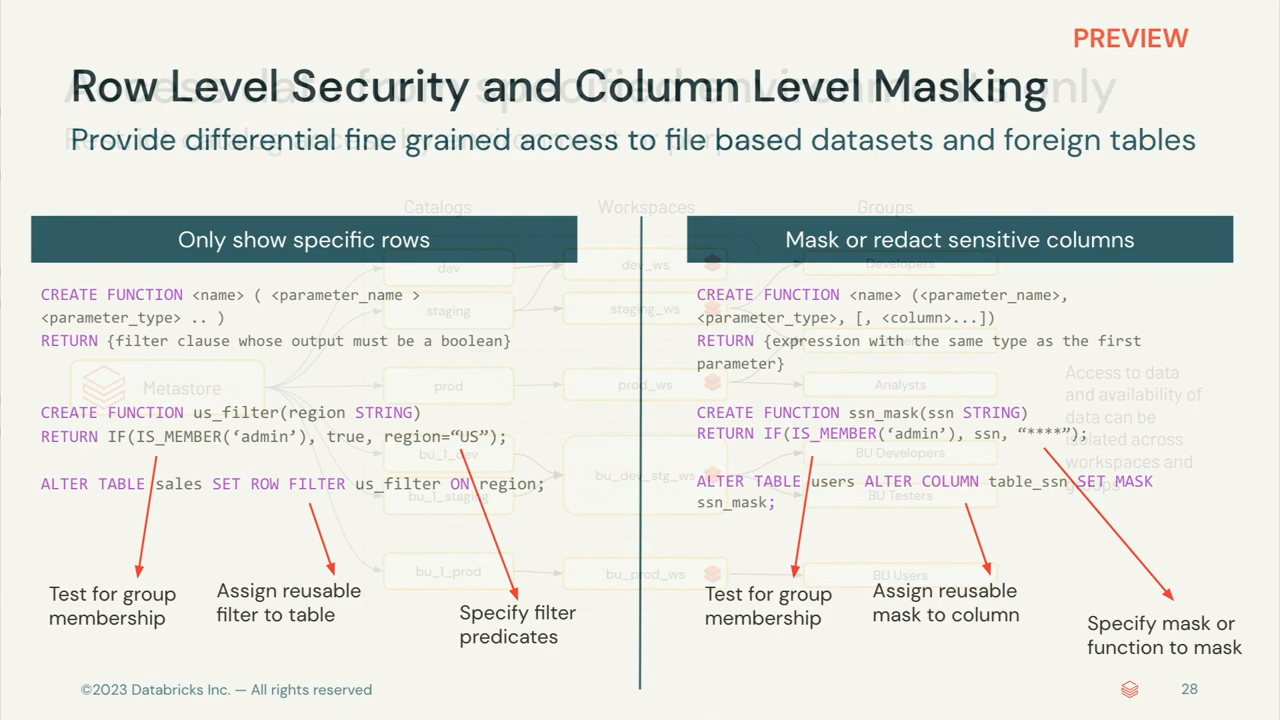 PREVIEW
Row Level Security and Column Level Masking
Provide differential fine grained access to file based datasets and foreign tables
Catalogs
Workspaces
Groups
Only show specific rows
CREATE FUNCTION <name> ( <parameter_name >
<parameter_type> .. )
RETURN {filter clause whose output must be a boolean}
CREATE FUNCTION us_filter(region STRING)
RETURN IF(IS_MEMBER(‘admin’), true, region=“US”);
ALTER TABLE sales SET ROW FILTER us_filter ON region;
Test for group
membership
Assign reusable
filter to table
Specify filter
predicates
Mask or redact sensitive columns
CREATE FUNCTION <name> (<parameter_name>,
<parameter_type>, [, <column>...])
RETURN {expression with the same type as the first
parameter}
CREATE FUNCTION ssn_mask(ssn STRING)
RETURN IF(IS_MEMBER(‘admin’), ssn, “****”);
ALTER TABLE users ALTER COLUMN table_ssn SET MASK
ssn_mask;
Test for group
membership
Assign reusable
mask to column
Specify mask or
function to mask
Metastore
dev
staging
prod
bu_1_dev
bu_1_staging
bu_1_prod
dev_ws
staging_ws
prod_ws
bu_dev_stg_ws
bu_prod_ws
Developers
Analysts
BU Developers
BU Testers
BU Users
Access to data
and availability of
data can be
isolated across
workspaces and
groups
©2023 Databricks Inc. — All rights reserved
28